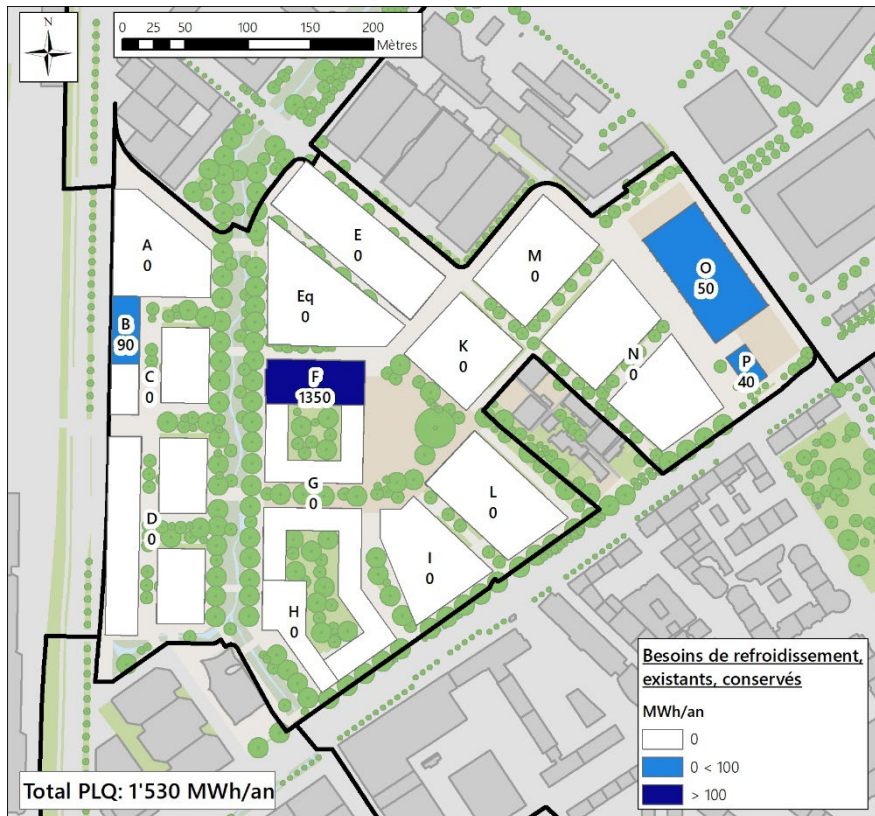 N
0 25 50 100 150 200
Mètres
A
0
E
0
M
0
O
50
Eq
0
B
90
K
0
N
0
P
40
C
0
F
1350
G
0
L
0
D
0
I
0
H
0
Besoins de refroidissement,
existants, conservés
MWh/an
0
0 < 100
> 100
Total PLQ: 1'530 MWh/an